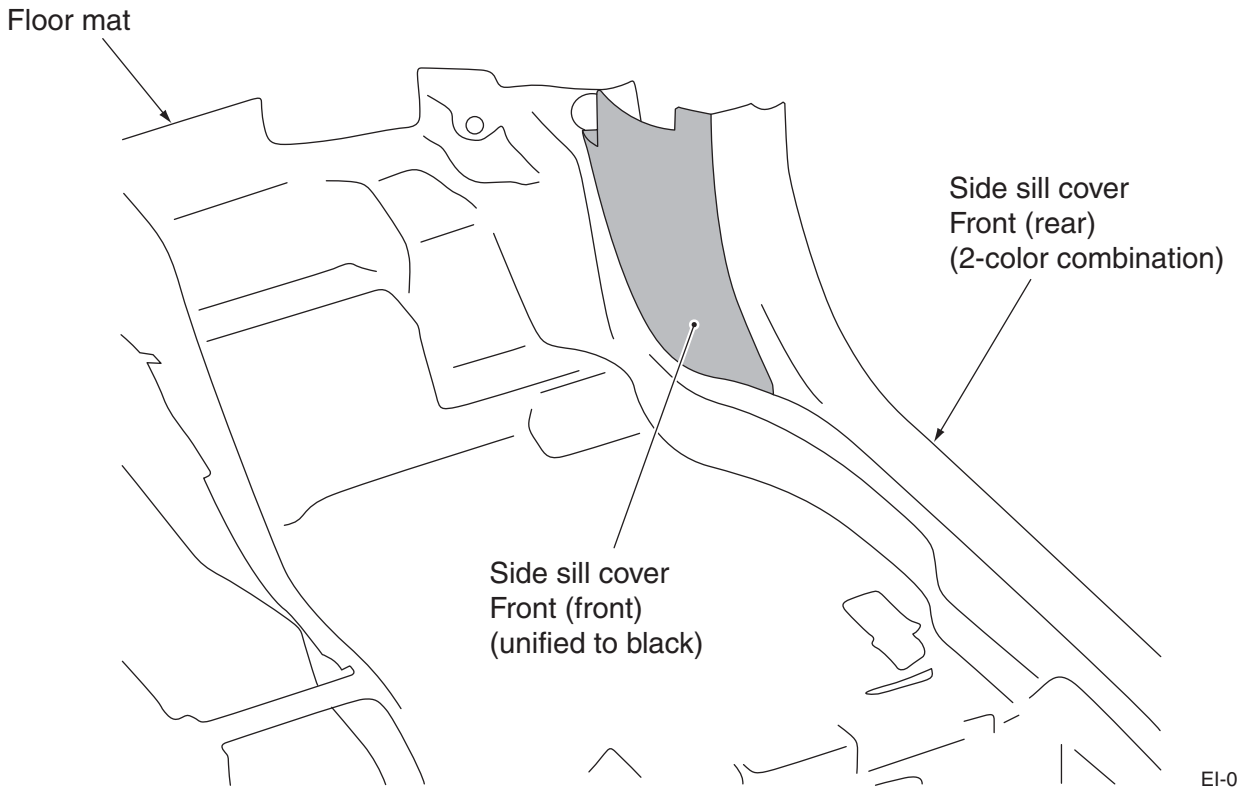 Floor mat
Side sill cover
Front (rear)
(2-color combination)
Side sill cover
Front (front)
(unified to black)
EI-0